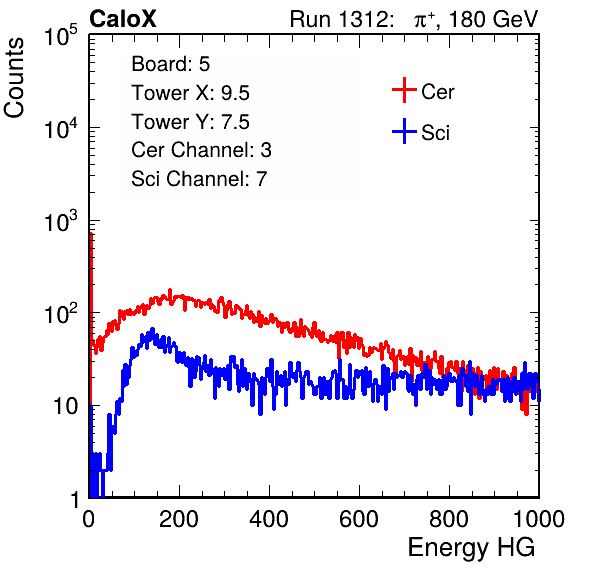 CaloX Run 1312: π⁺, 180 GeV
Counts
10⁵
10⁴
10³
10²
10
1
Board: 5
Tower X: 9.5
Tower Y: 7.5
Cer Channel: 3
Sci Channel: 7
Cer
Sci
0 200 400 600 800 1000
Energy HG